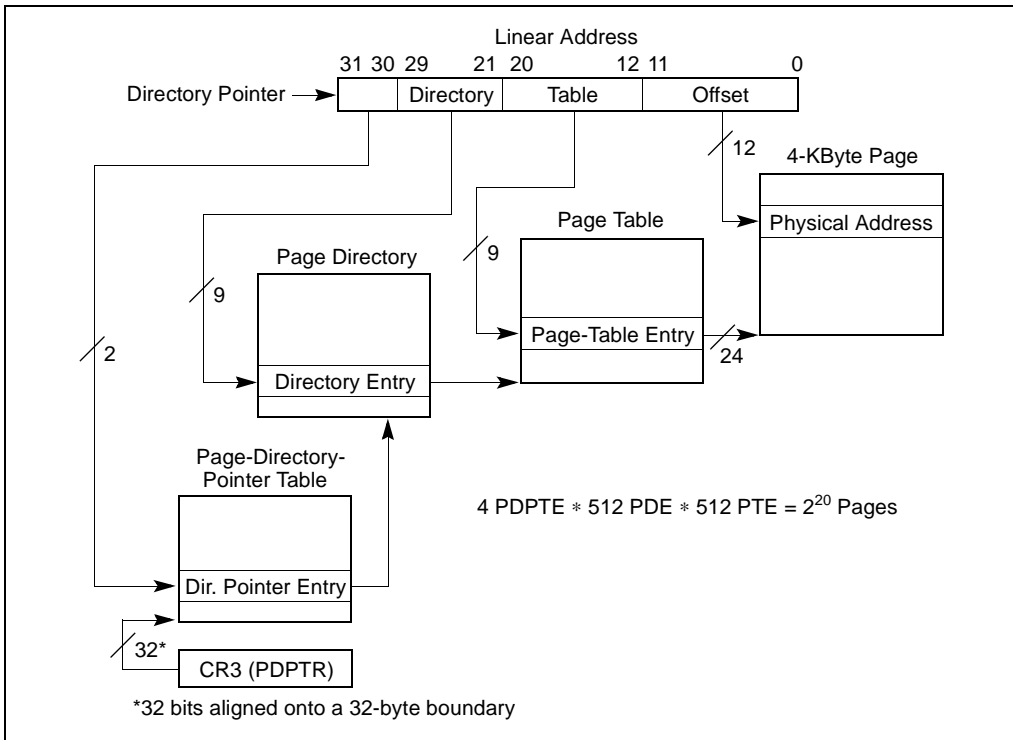 Linear Address
31 30 29 21 20 12 11 0
Directory Pointer
Directory Table Offset
12
4-KByte Page
Physical Address
Page Table
9
Page-Table Entry
24
Page Directory
9
Directory Entry
2
Page-Directory-
Pointer Table
4 PDPTE ∗ 512 PDE ∗ 512 PTE = 2²⁰ Pages
Dir. Pointer Entry
32*
CR3 (PDPTR)
*32 bits aligned onto a 32-byte boundary